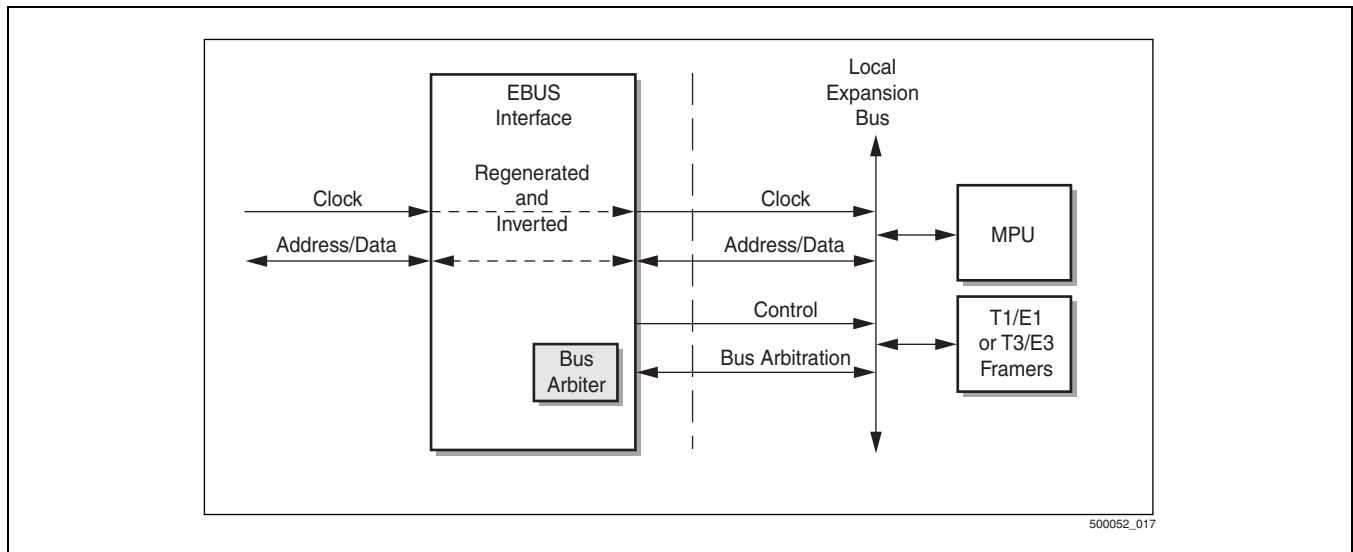 Local
Expansion
Bus
EBUS
Interface
Regenerated
and
Inverted
Clock
Clock
Address/Data
Address/Data
MPU
Control
Bus Arbitration
Bus
Arbiter
T1/E1
or T3/E3
Framers
500052_017